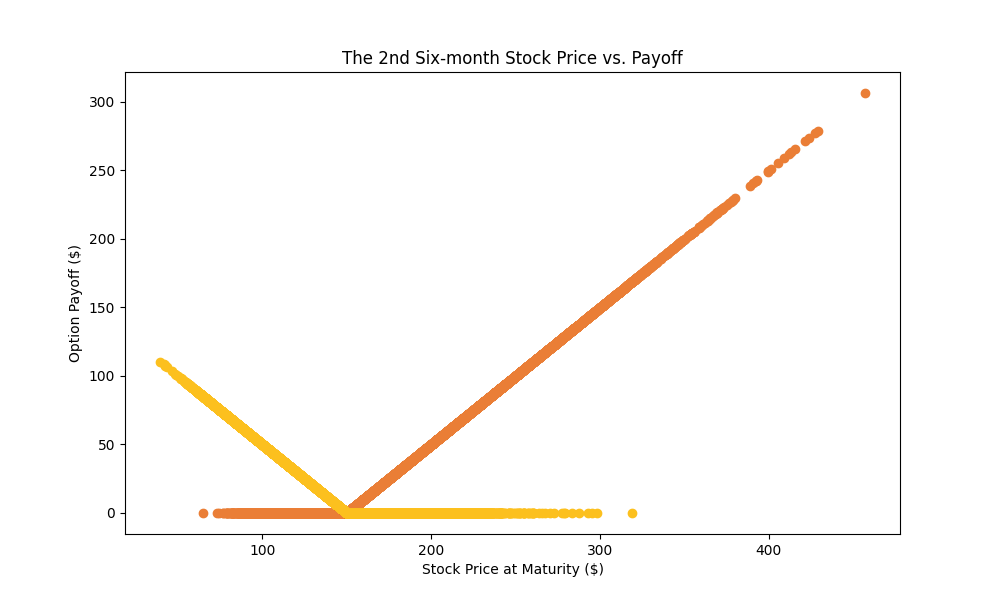 The 2nd Six-month Stock Price vs. Payoff
Option Payoff ($)
300
250
200
150
100
50
0
100 200 300 400
Stock Price at Maturity ($)